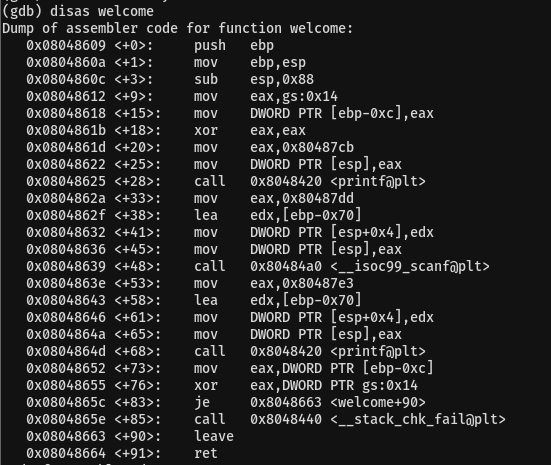 (gdb) disas welcome
Dump of assembler code for function welcome:
   0x08048609 <+0>:     push   ebp
   0x0804860a <+1>:     mov    ebp,esp
   0x0804860c <+3>:     sub    esp,0x88
   0x08048612 <+9>:     mov    eax,gs:0x14
   0x08048618 <+15>:    mov    DWORD PTR [ebp-0xc],eax
   0x0804861b <+18>:    xor    eax,eax
   0x0804861d <+20>:    mov    eax,0x80487cb
   0x08048622 <+25>:    mov    DWORD PTR [esp],eax
   0x08048625 <+28>:    call   0x8048420 <printf@plt>
   0x0804862a <+33>:    mov    eax,0x80487dd
   0x0804862f <+38>:    lea    edx,[ebp-0x70]
   0x08048632 <+41>:    mov    DWORD PTR [esp+0x4],edx
   0x08048636 <+45>:    mov    DWORD PTR [esp],eax
   0x08048639 <+48>:    call   0x80484a0 <__isoc99_scanf@plt>
   0x0804863e <+53>:    mov    eax,0x80487e3
   0x08048643 <+58>:    lea    edx,[ebp-0x70]
   0x08048646 <+61>:    mov    DWORD PTR [esp+0x4],edx
   0x0804864a <+65>:    mov    DWORD PTR [esp],eax
   0x0804864d <+68>:    call   0x8048420 <printf@plt>
   0x08048652 <+73>:    mov    eax,DWORD PTR [ebp-0xc]
   0x08048655 <+76>:    xor    eax,DWORD PTR gs:0x14
   0x0804865c <+83>:    je     0x8048663 <welcome+90>
   0x0804865e <+85>:    call   0x8048440 <__stack_chk_fail@plt>
   0x08048663 <+90>:    leave
   0x08048664 <+91>:    ret